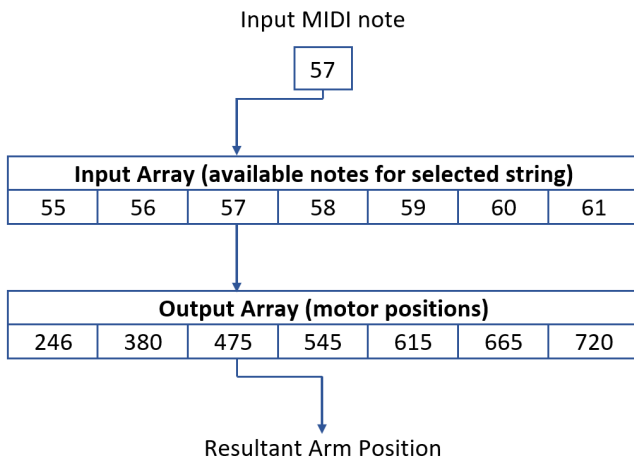 Input MIDI note
57
Input Array (available notes for selected string)
55 56 57 58 59 60 61
Output Array (motor positions)
246 380 475 545 615 665 720
Resultant Arm Position